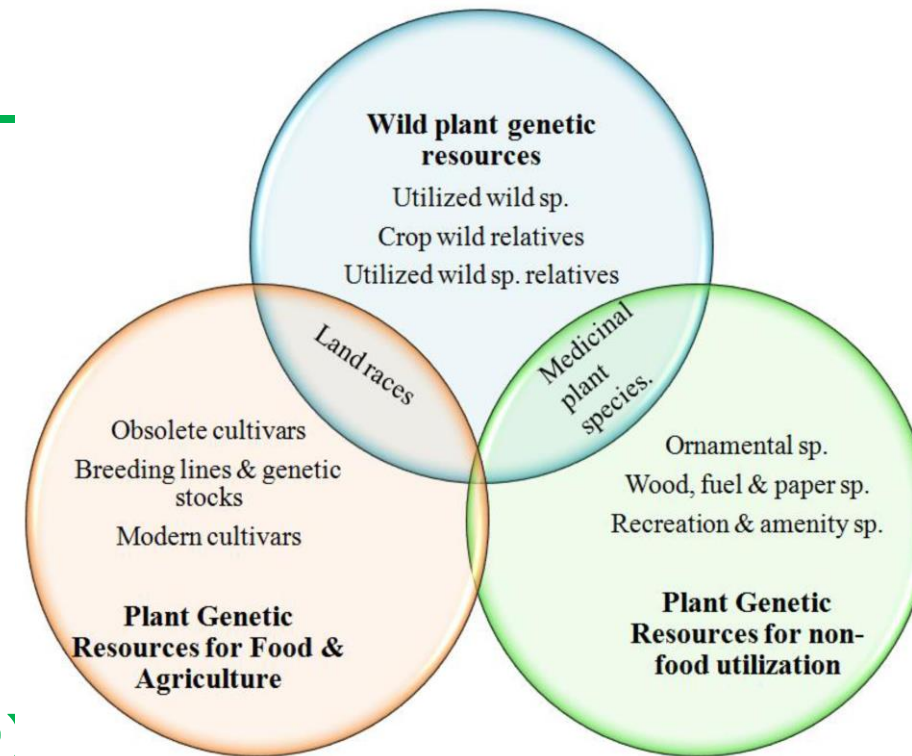 Wild plant genetic
resources
Utilized wild sp.
Crop wild relatives
Utilized wild sp. relatives
Land races
Medicinal
plant
species.
Obsolete cultivars
Breeding lines & genetic
stocks
Modern cultivars
Plant Genetic
Resources for Food &
Agriculture
Ornamental sp.
Wood, fuel & paper sp.
Recreation & amenity sp.
Plant Genetic
Resources for non-
food utilization